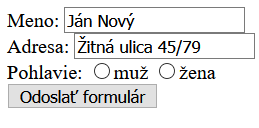 Meno: Ján Nový
Adresa: Žitná ulica 45/79
Pohlavie: muž žena
Odoslať formulár